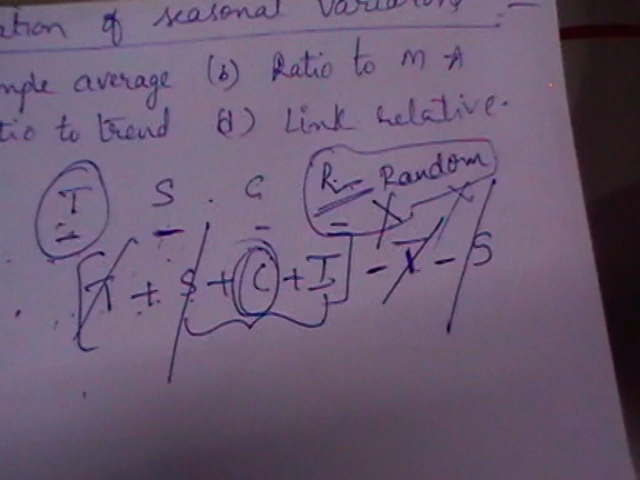 ation of seasonal variations :-
mple average (b) Ratio to M A
tio to trend (d) Link relative.
T S . C R - Random
[T + S + C + I] - T - S